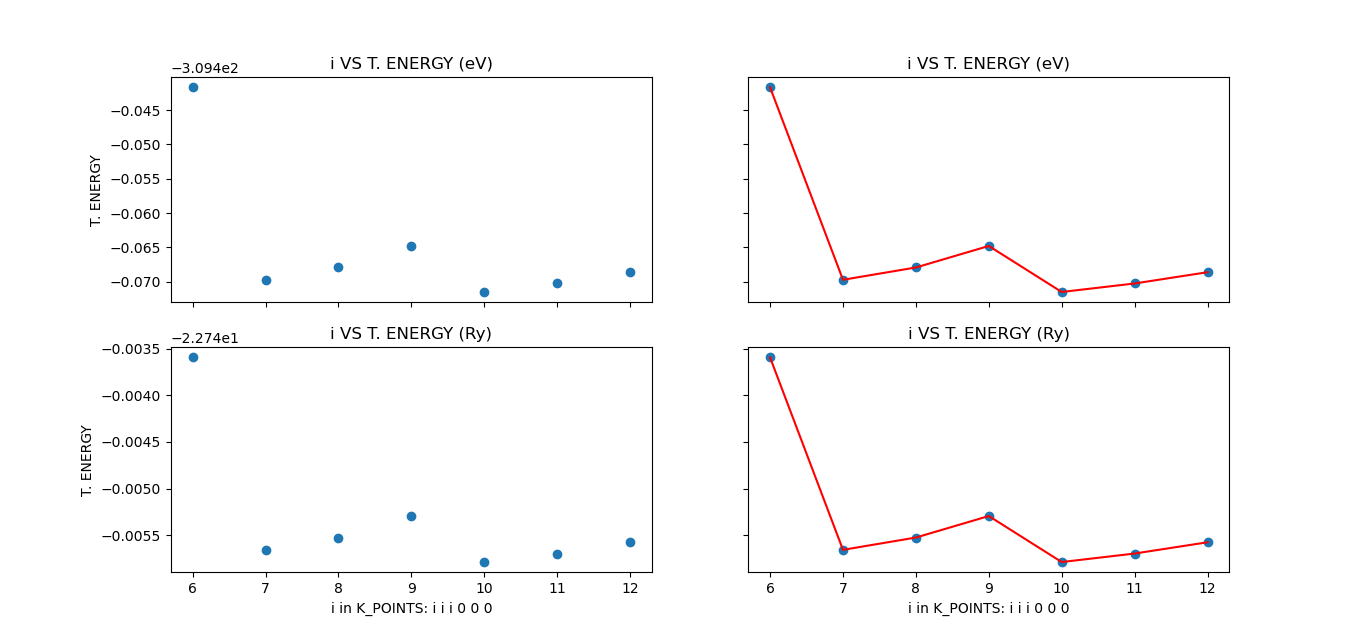 i VS T. ENERGY (eV)
−3.094e2
−0.045
−0.050
−0.055
−0.060
−0.065
−0.070
T. ENERGY
i VS T. ENERGY (eV)
i VS T. ENERGY (Ry)
−2.274e1
−0.0035
−0.0040
−0.0045
−0.0050
−0.0055
T. ENERGY
6 7 8 9 10 11 12
i in K_POINTS: i i i 0 0 0
i VS T. ENERGY (Ry)
6 7 8 9 10 11 12
i in K_POINTS: i i i 0 0 0